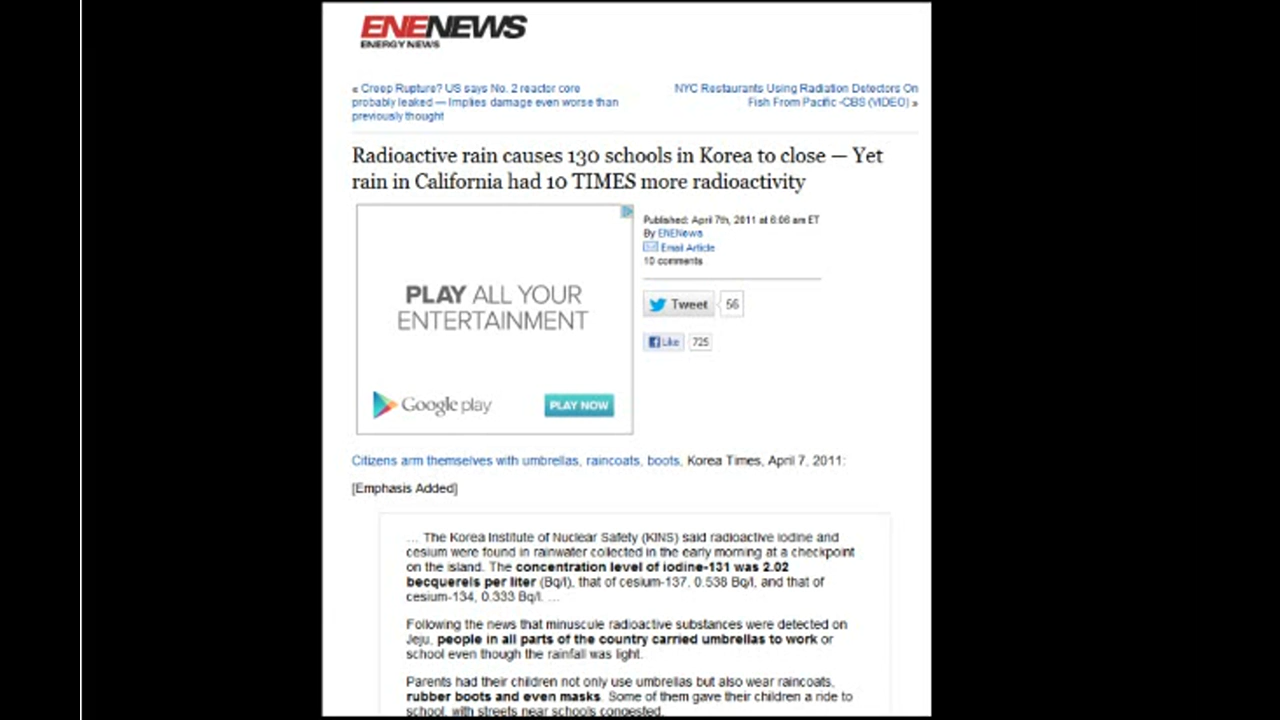 ENENEWS
ENERGY NEWS
« Creep Rupture? US says No. 2 reactor core
probably leaked — Implies damage even worse than
previously thought
NYC Restaurants Using Radiation Detectors On
Fish From Pacific -CBS (VIDEO) »
Radioactive rain causes 130 schools in Korea to close — Yet
rain in California had 10 TIMES more radioactivity
PLAY ALL YOUR
ENTERTAINMENT
Google play
PLAY NOW
Published: April 7th, 2011 at 6:06 am ET
By ENENews
Email Article
10 comments
Tweet 56
Like 725
Citizens arm themselves with umbrellas, raincoats, boots, Korea Times, April 7, 2011:
[Emphasis Added]
... The Korea Institute of Nuclear Safety (KINS) said radioactive iodine and
cesium were found in rainwater collected in the early morning at a checkpoint
on the island. The concentration level of iodine-131 was 2.02
becquerels per liter (Bq/l), that of cesium-137, 0.538 Bq/l, and that of
cesium-134, 0.333 Bq/l. ...
Following the news that minuscule radioactive substances were detected on
Jeju, people in all parts of the country carried umbrellas to work or
school even though the rainfall was light.
Parents had their children not only use umbrellas but also wear raincoats,
rubber boots and even masks. Some of them gave their children a ride to
school, with streets near schools congested.